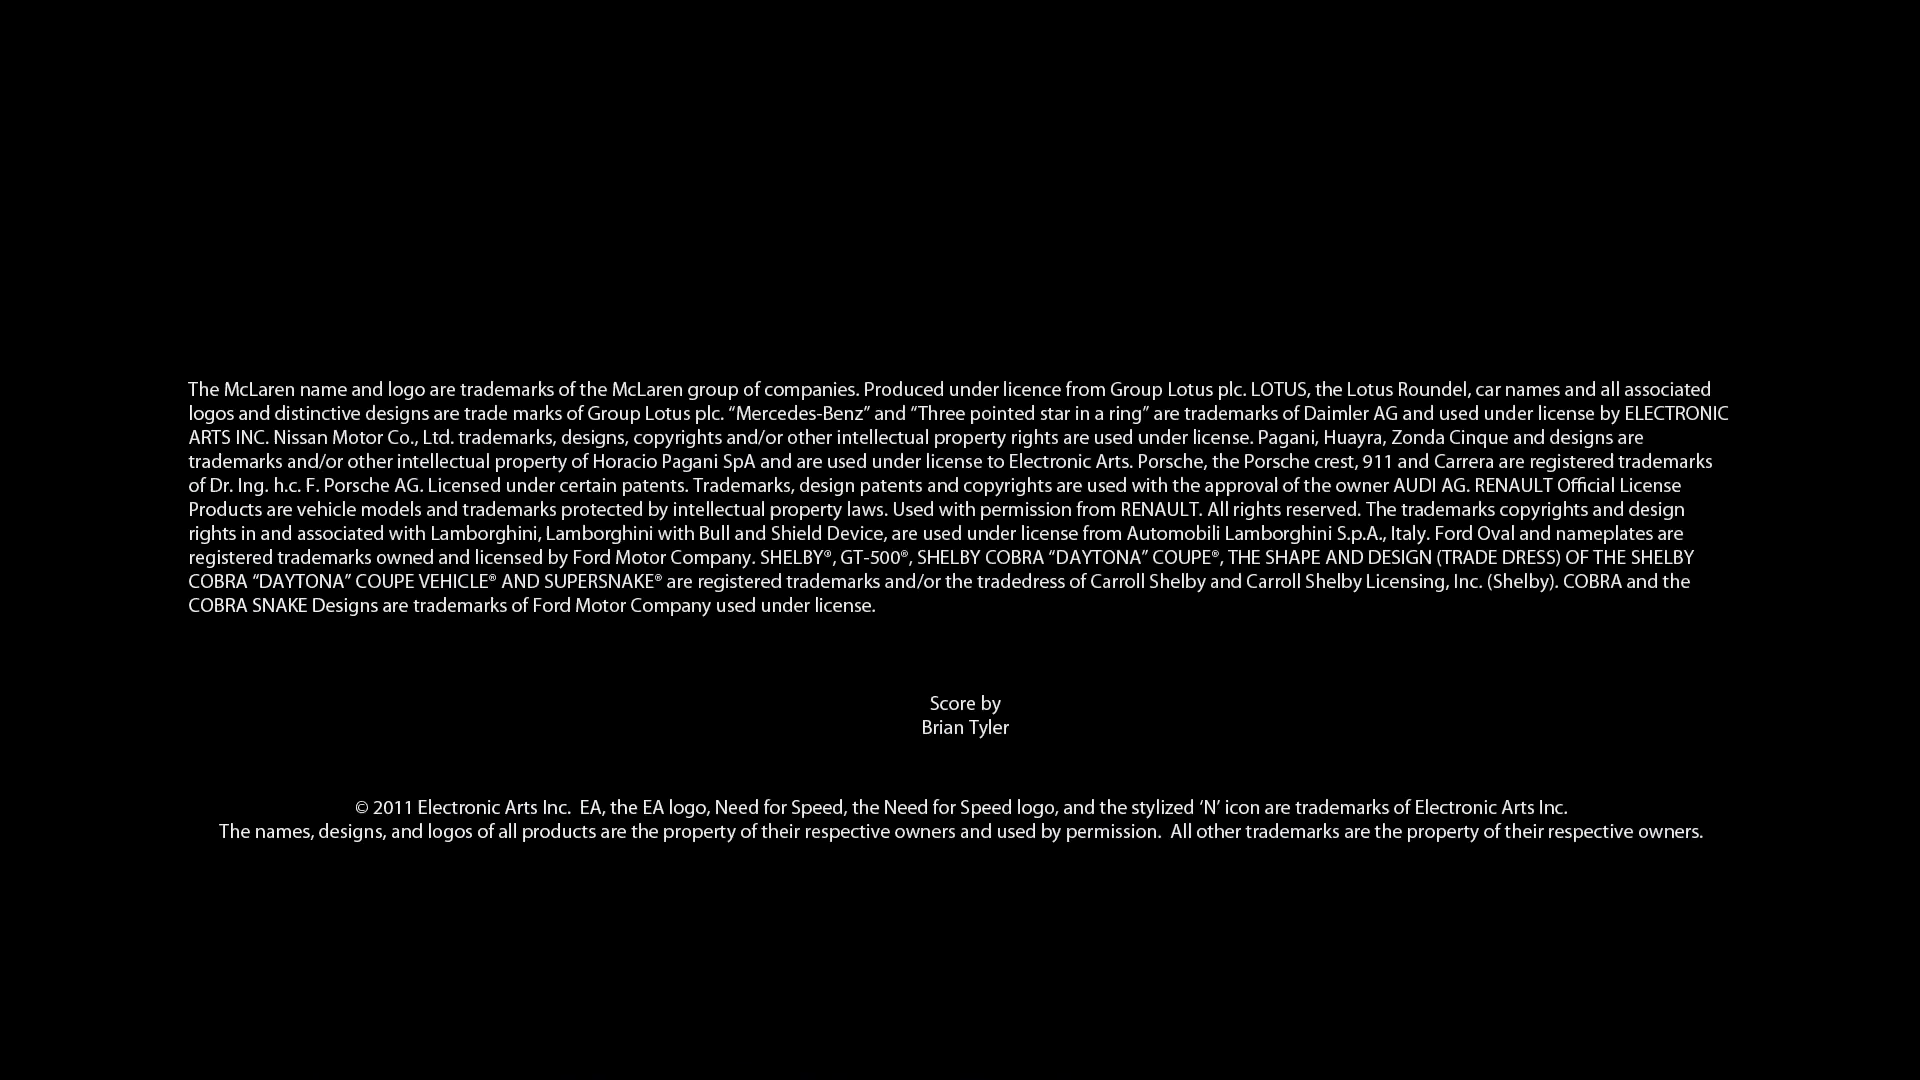 The McLaren name and logo are trademarks of the McLaren group of companies. Produced under licence from Group Lotus plc. LOTUS, the Lotus Roundel, car names and all associated
logos and distinctive designs are trade marks of Group Lotus plc. “Mercedes-Benz” and “Three pointed star in a ring” are trademarks of Daimler AG and used under license by ELECTRONIC
ARTS INC. Nissan Motor Co., Ltd. trademarks, designs, copyrights and/or other intellectual property rights are used under license. Pagani, Huayra, Zonda Cinque and designs are
trademarks and/or other intellectual property of Horacio Pagani SpA and are used under license to Electronic Arts. Porsche, the Porsche crest, 911 and Carrera are registered trademarks
of Dr. Ing. h.c. F. Porsche AG. Licensed under certain patents. Trademarks, design patents and copyrights are used with the approval of the owner AUDI AG. RENAULT Official License
Products are vehicle models and trademarks protected by intellectual property laws. Used with permission from RENAULT. All rights reserved. The trademarks copyrights and design
rights in and associated with Lamborghini, Lamborghini with Bull and Shield Device, are used under license from Automobili Lamborghini S.p.A., Italy. Ford Oval and nameplates are
registered trademarks owned and licensed by Ford Motor Company. SHELBY®, GT-500®, SHELBY COBRA “DAYTONA” COUPE®, THE SHAPE AND DESIGN (TRADE DRESS) OF THE SHELBY
COBRA “DAYTONA” COUPE VEHICLE® AND SUPERSNAKE® are registered trademarks and/or the tradedress of Carroll Shelby and Carroll Shelby Licensing, Inc. (Shelby). COBRA and the
COBRA SNAKE Designs are trademarks of Ford Motor Company used under license.
Score by
Brian Tyler
© 2011 Electronic Arts Inc.  EA, the EA logo, Need for Speed, the Need for Speed logo, and the stylized ‘N’ icon are trademarks of Electronic Arts Inc.
The names, designs, and logos of all products are the property of their respective owners and used by permission.  All other trademarks are the property of their respective owners.